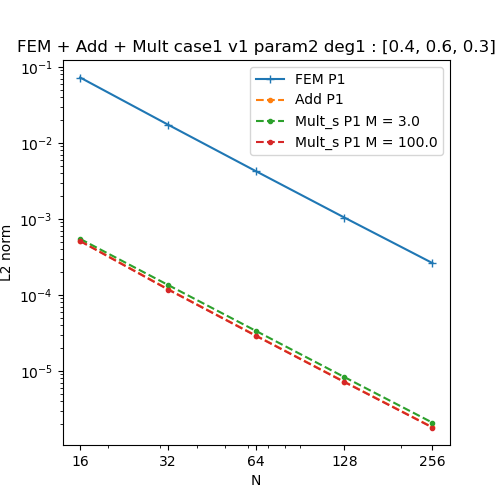 FEM + Add + Mult case1 v1 param2 deg1 : [0.4, 0.6, 0.3]
FEM P1
Add P1
Mult_s P1 M = 3.0
Mult_s P1 M = 100.0
10⁻¹
10⁻²
10⁻³
10⁻⁴
10⁻⁵
L2 norm
16 32 64 128 256
N